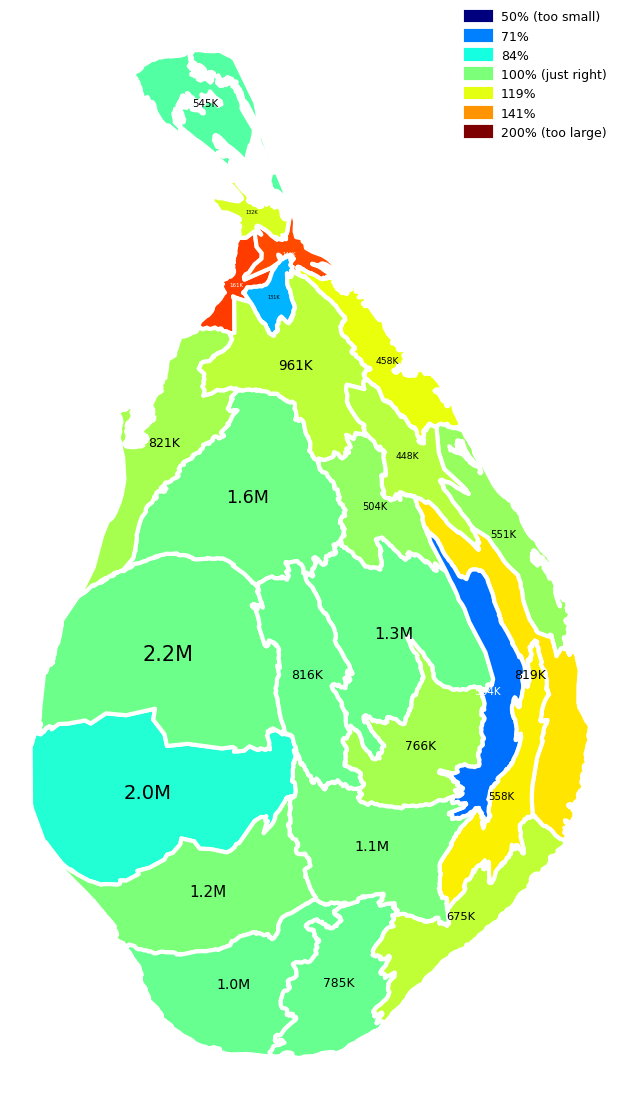 50% (too small)
71%
84%
100% (just right)
119%
141%
200% (too large)
545K
132K
161K
131K
961K
458K
821K
448K
1.6M
504K
551K
1.3M
2.2M
816K
819K
766K
2.0M
558K
1.1M
1.2M
675K
1.0M
785K